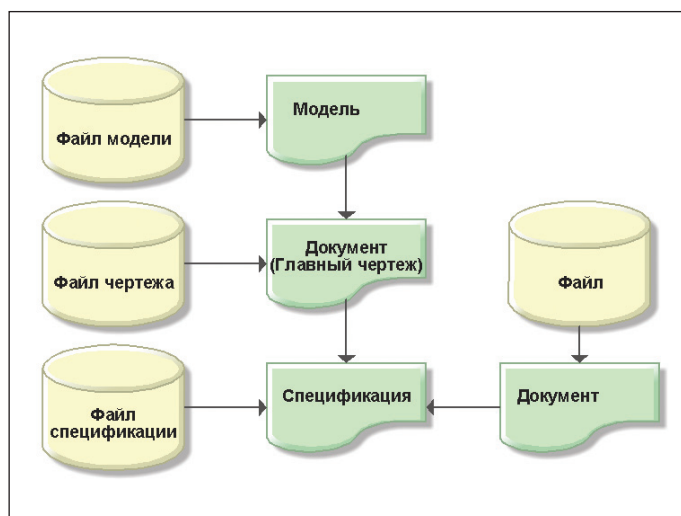 Файл модели
Модель
Файл чертежа
Документ
(Главный чертеж)
Файл
Файл
спецификации
Спецификация
Документ